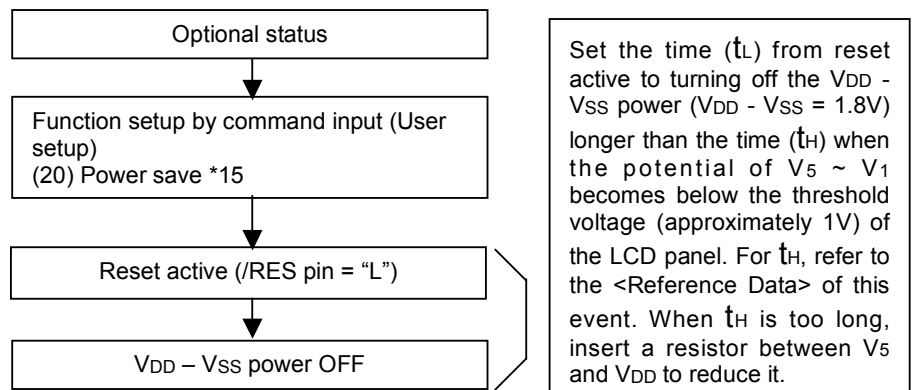 Optional status
Function setup by command input (User
setup)
(20) Power save *15
Reset active (/RES pin = “L”)
VDD – VSS power OFF
Set the time (tL) from reset
active to turning off the VDD -
VSS power (VDD - VSS = 1.8V)
longer than the time (tH) when
the potential of V5 ~ V1
becomes below the threshold
voltage (approximately 1V) of
the LCD panel. For tH, refer to
the <Reference Data> of this
event. When tH is too long,
insert a resistor between V5
and VDD to reduce it.